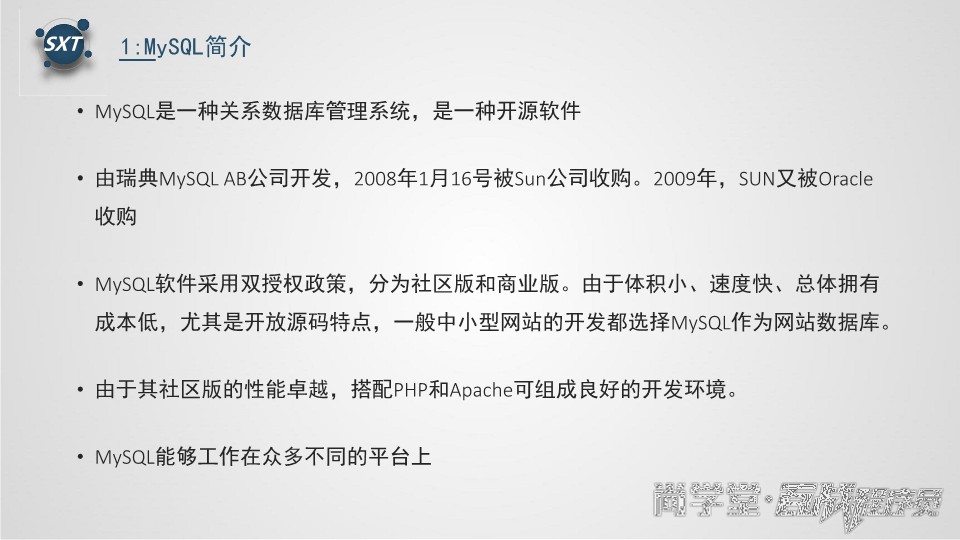 SXT
1:MySQL简介
• MySQL是一种关系数据库管理系统，是一种开源软件
• 由瑞典MySQL AB公司开发，2008年1月16号被Sun公司收购。2009年，SUN又被Oracle
收购
• MySQL软件采用双授权政策，分为社区版和商业版。由于体积小、速度快、总体拥有
成本低，尤其是开放源码特点，一般中小型网站的开发都选择MySQL作为网站数据库。
• 由于其社区版的性能卓越，搭配PHP和Apache可组成良好的开发环境。
• MySQL能够工作在众多不同的平台上
尚学堂·百战程序员